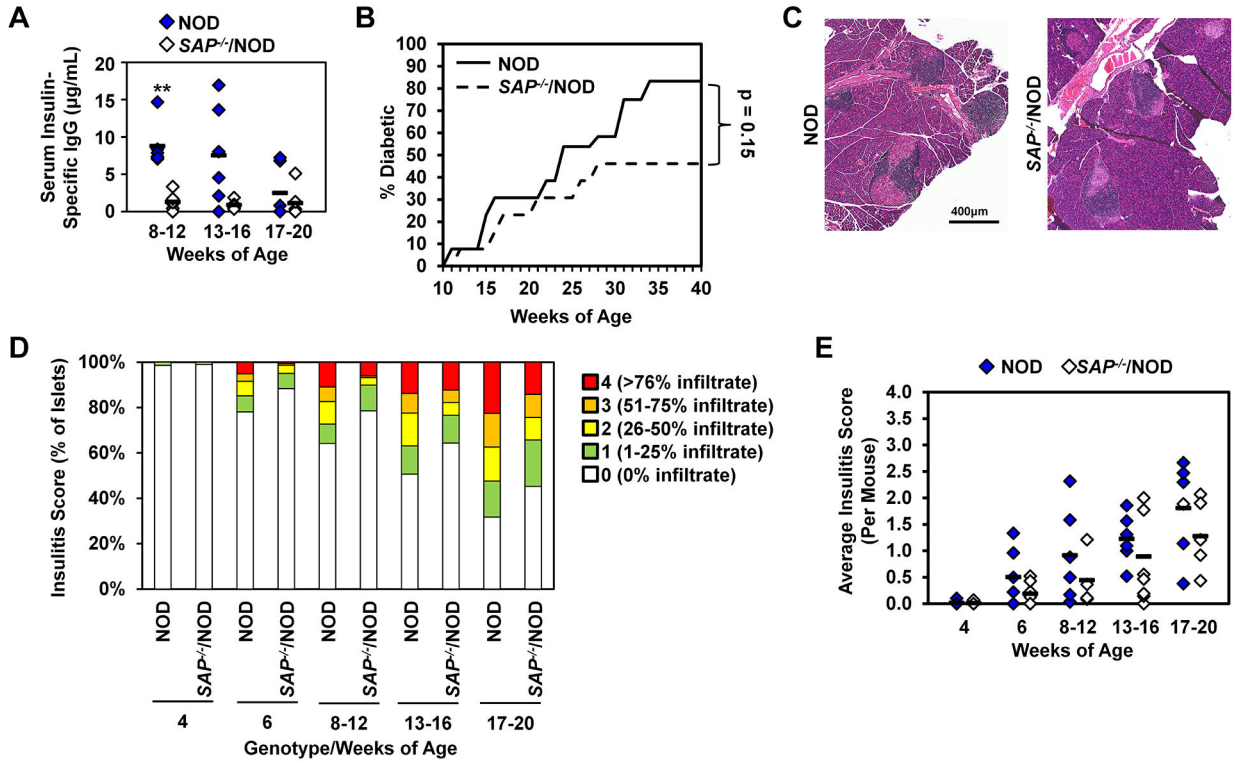 A
NOD
SAP-/-/NOD
Serum Insulin-
Specific IgG (µg/mL)
20
15
10
5
0
**
8-12 13-16 17-20
Weeks of Age
B
% Diabetic
100
90
80
70
60
50
40
30
20
10
0
NOD
SAP-/-/NOD
p = 0.15
10 15 20 25 30 35 40
Weeks of Age
C
NOD
400µm
SAP-/-/NOD
D
Insulitis Score (% of Islets)
100%
80%
60%
40%
20%
0%
NOD SAP-/-/NOD NOD SAP-/-/NOD NOD SAP-/-/NOD NOD SAP-/-/NOD NOD SAP-/-/NOD
4 6 8-12 13-16 17-20
Genotype/Weeks of Age
4 (>76% infiltrate)
3 (51-75% infiltrate)
2 (26-50% infiltrate)
1 (1-25% infiltrate)
0 (0% infiltrate)
E
NOD SAP-/-/NOD
Average Insulitis Score
(Per Mouse)
4.0
3.5
3.0
2.5
2.0
1.5
1.0
0.5
0.0
4 6 8-12 13-16 17-20
Weeks of Age